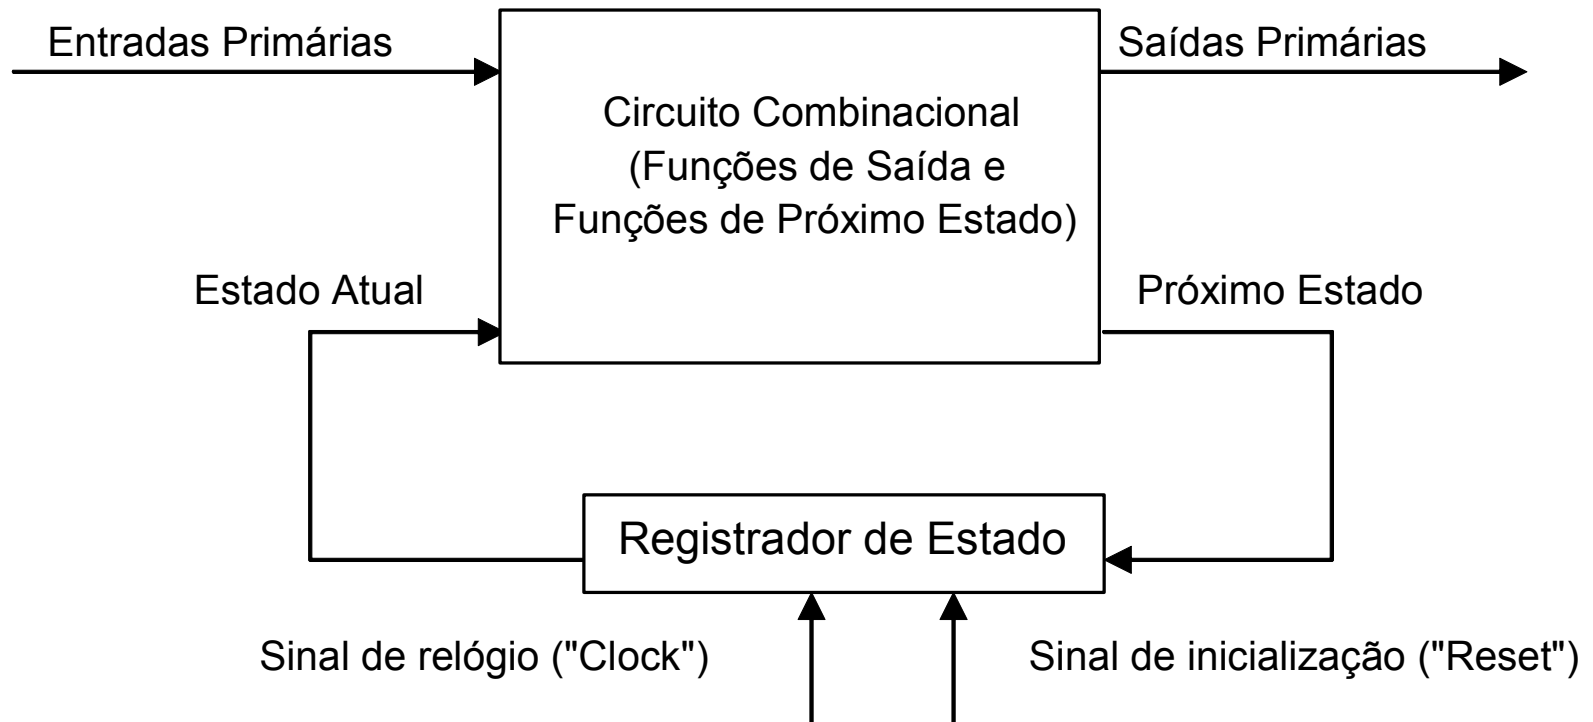 Entradas Primárias
Saídas Primárias
Circuito Combinacional
(Funções de Saída e
Funções de Próximo Estado)
Estado Atual
Próximo Estado
Registrador de Estado
Sinal de relógio ("Clock")
Sinal de inicialização ("Reset")